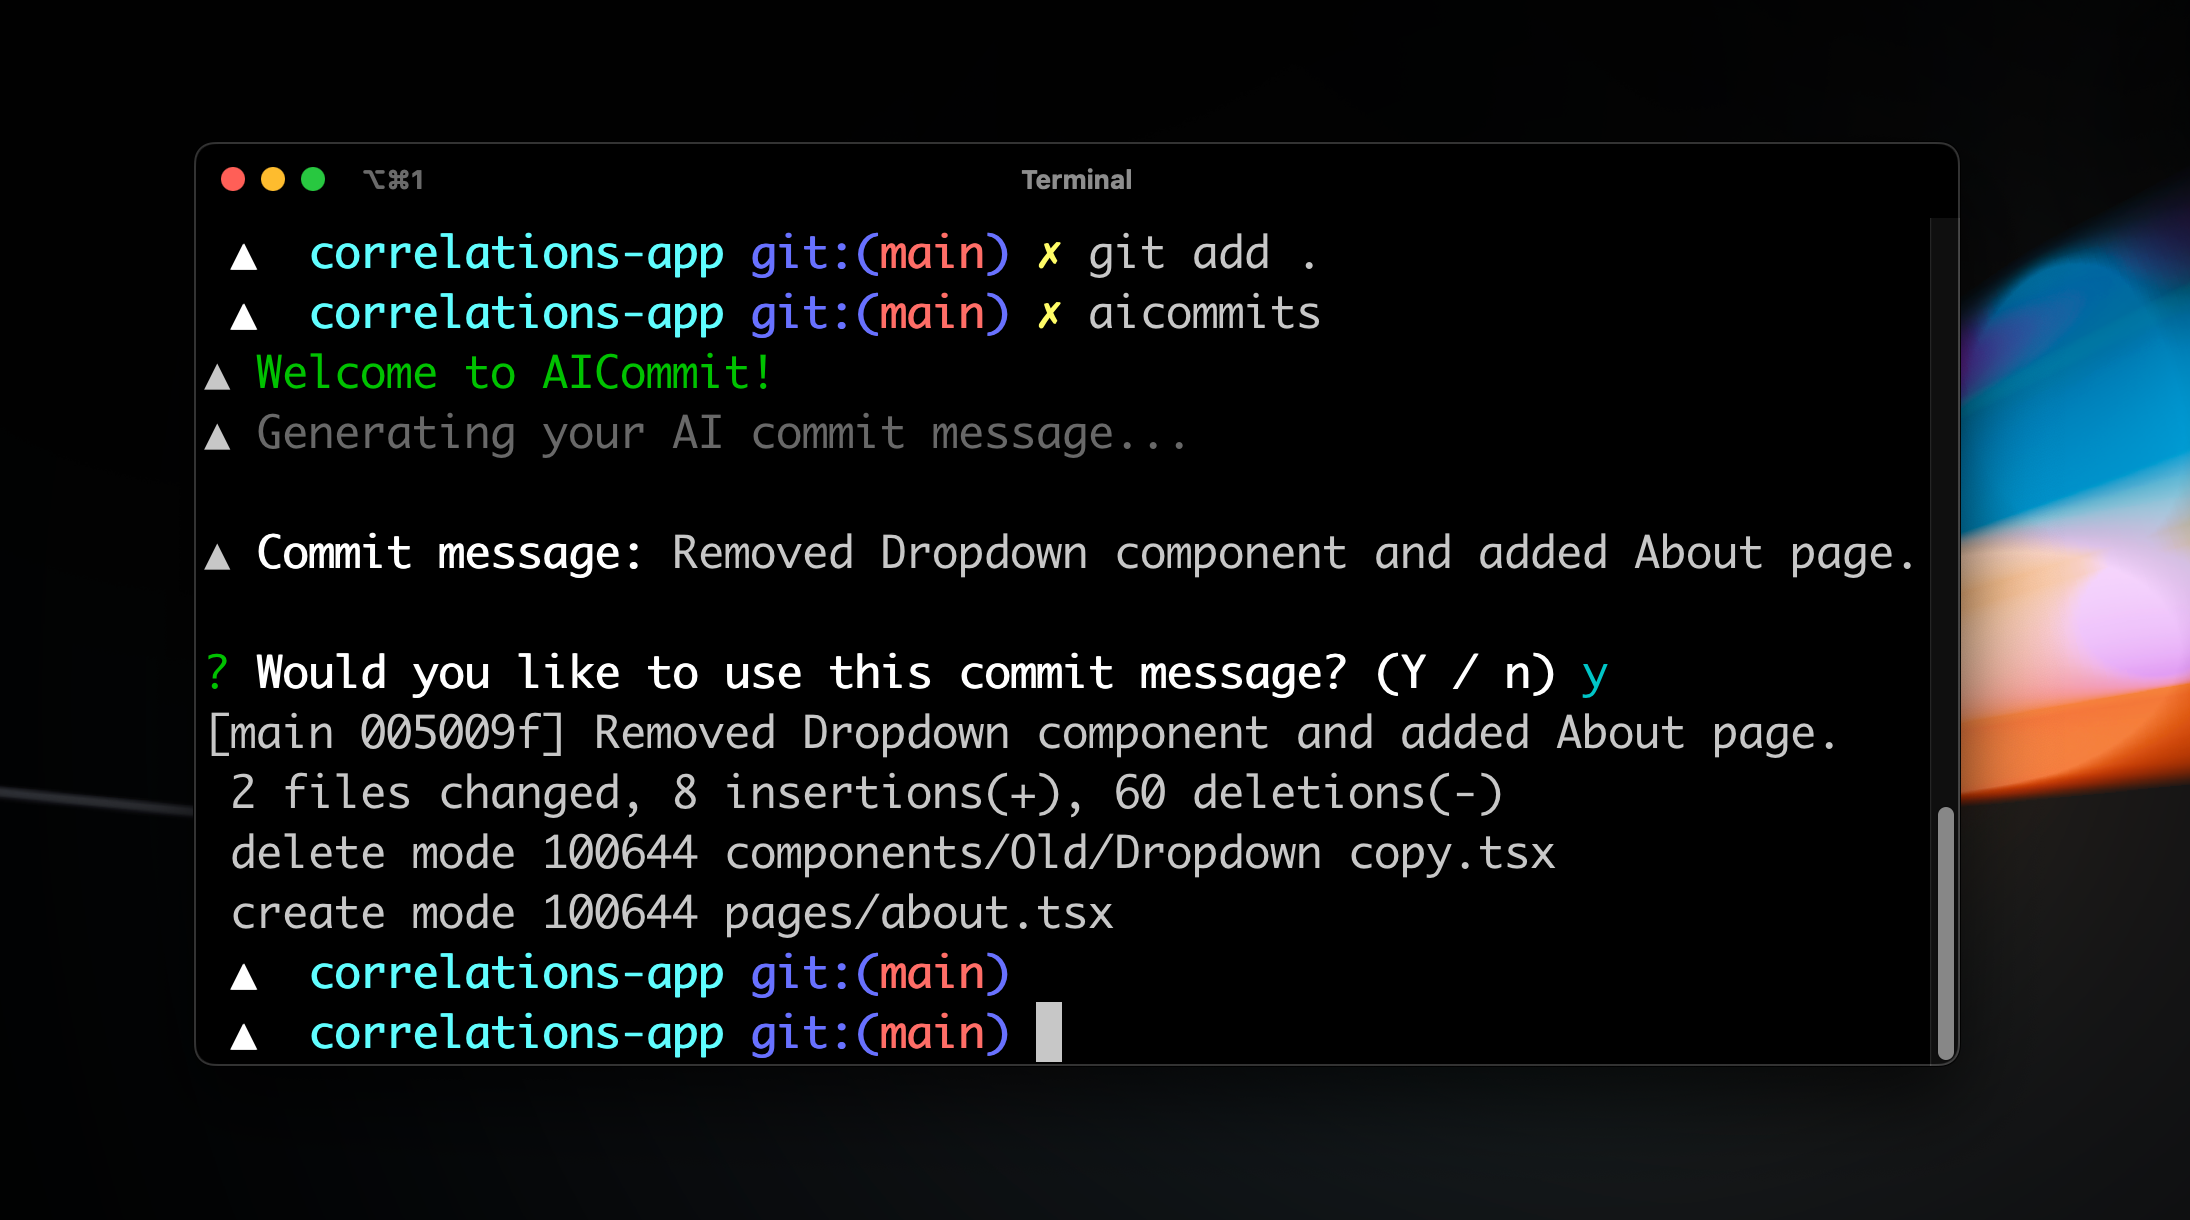 ⌥⌘1 Terminal
▲ correlations-app git:(main) ✗ git add .
▲ correlations-app git:(main) ✗ aicommits
▲ Welcome to AICommit!
▲ Generating your AI commit message...
▲ Commit message: Removed Dropdown component and added About page.
? Would you like to use this commit message? (Y / n) y
[main 005009f] Removed Dropdown component and added About page.
2 files changed, 8 insertions(+), 60 deletions(-)
delete mode 100644 components/Old/Dropdown copy.tsx
create mode 100644 pages/about.tsx
▲ correlations-app git:(main)
▲ correlations-app git:(main)